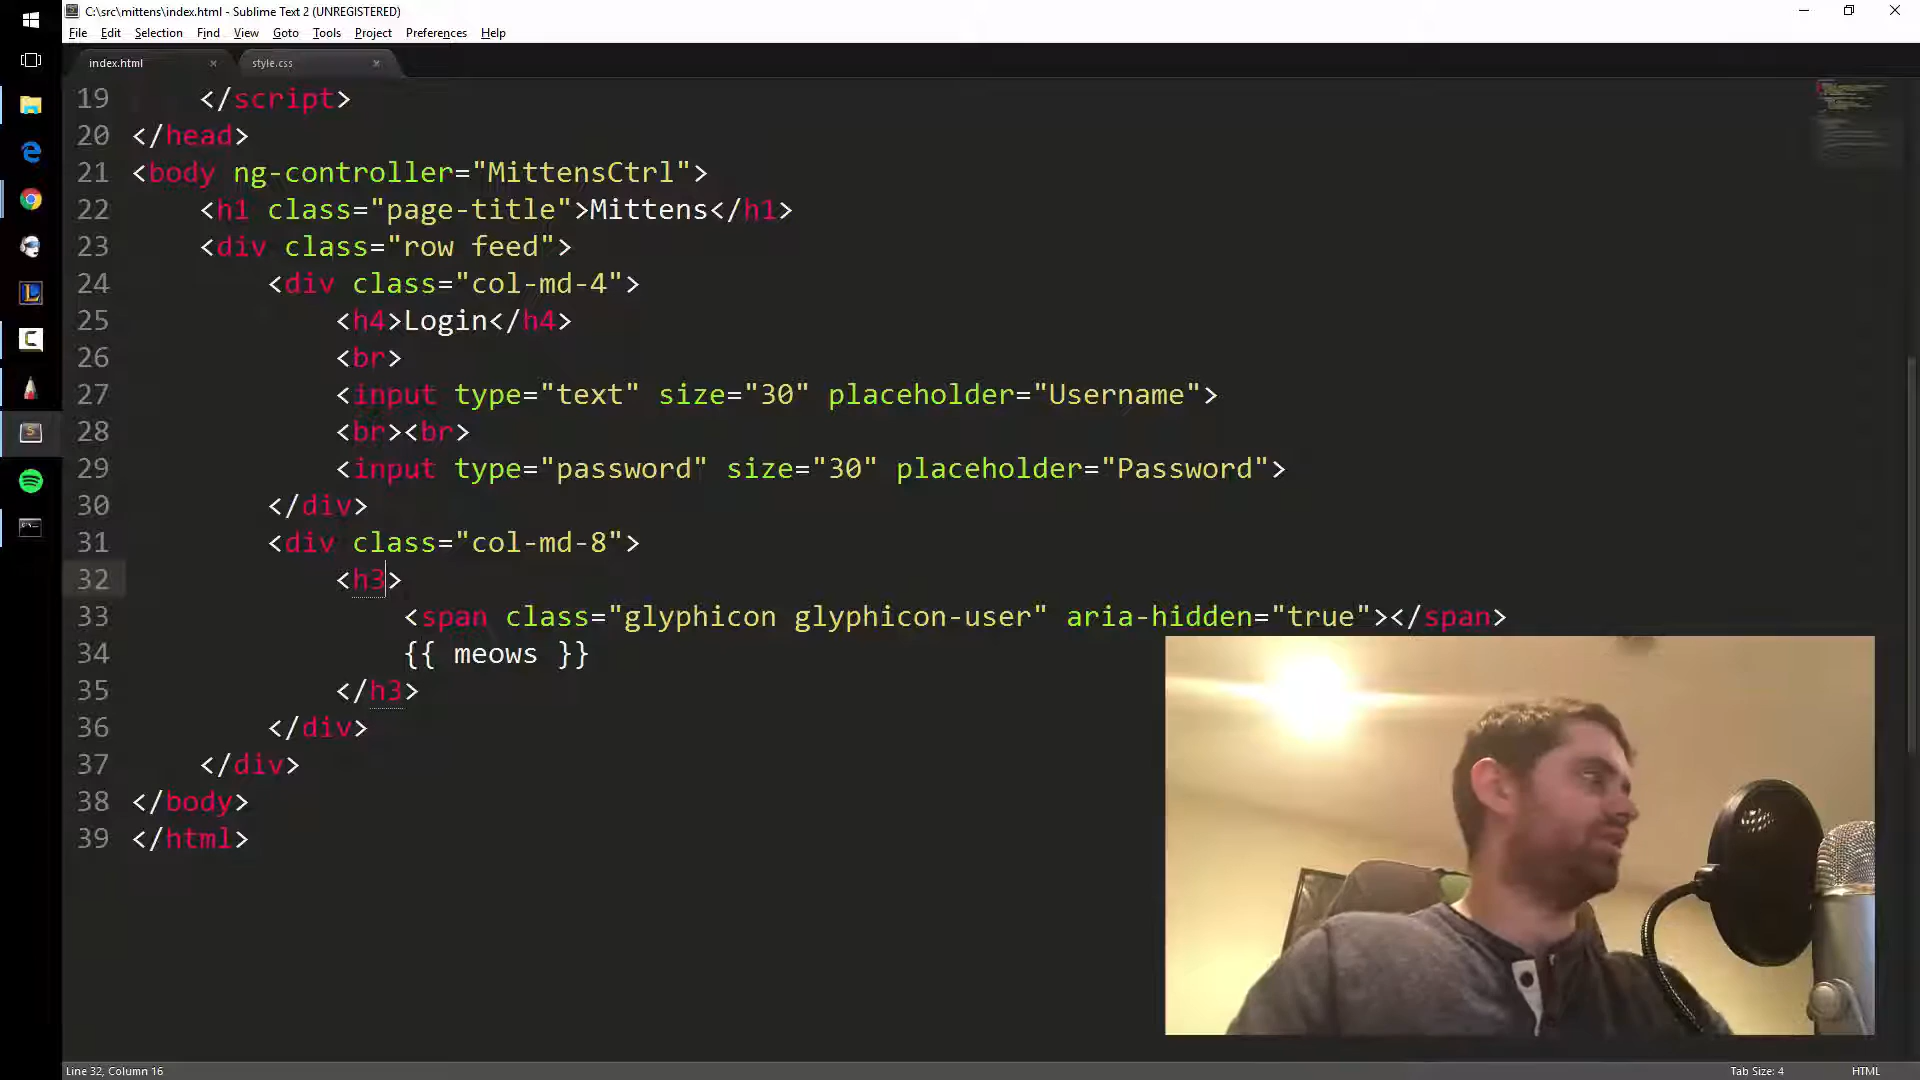 C:\src\mittens\index.html - Sublime Text 2 (UNREGISTERED)
File Edit Selection Find View Goto Tools Project Preferences Help
index.html × style.css ×
19 </script>
20 </head>
21 <body ng-controller="MittensCtrl">
22 <h1 class="page-title">Mittens</h1>
23 <div class="row feed">
24 <div class="col-md-4">
25 <h4>Login</h4>
26 <br>
27 <input type="text" size="30" placeholder="Username">
28 <br><br>
29 <input type="password" size="30" placeholder="Password">
30 </div>
31 <div class="col-md-8">
32 <h3>
33 <span class="glyphicon glyphicon-user" aria-hidden="true"></span>
34 {{ meows }}
35 </h3>
36 </div>
37 </div>
38 </body>
39 </html>
Line 32, Column 16 Tab Size: 4 HTML